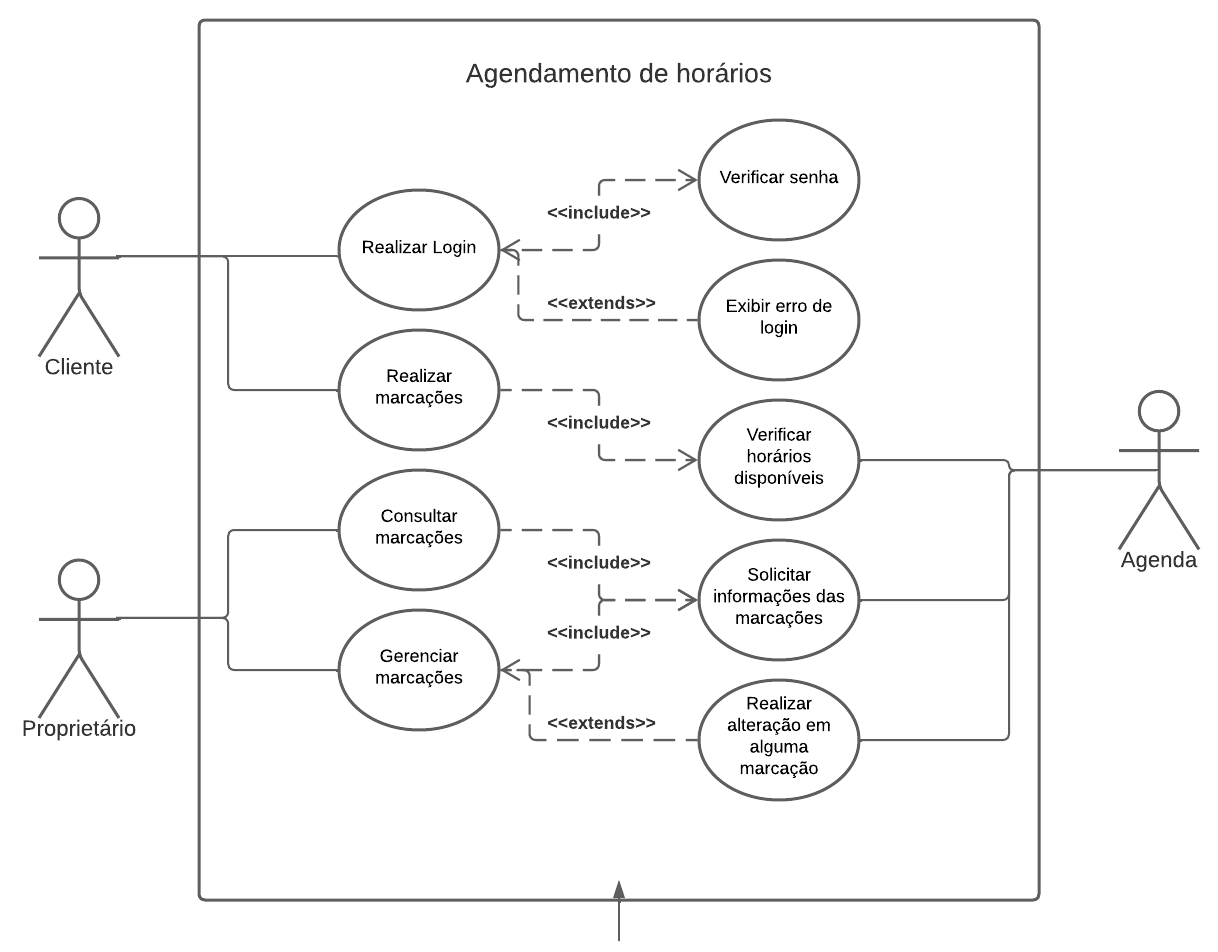 Agendamento de horários
Verificar senha
<<include>>
Realizar Login
<<extends>>
Exibir erro de
login
Cliente
Realizar
marcações
<<include>>
Verificar
horários
disponíveis
Consultar
marcações
<<include>>
Solicitar
informações das
marcações
Agenda
<<include>>
Gerenciar
marcações
<<extends>>
Realizar
alteração em
alguma
marcação
Proprietário